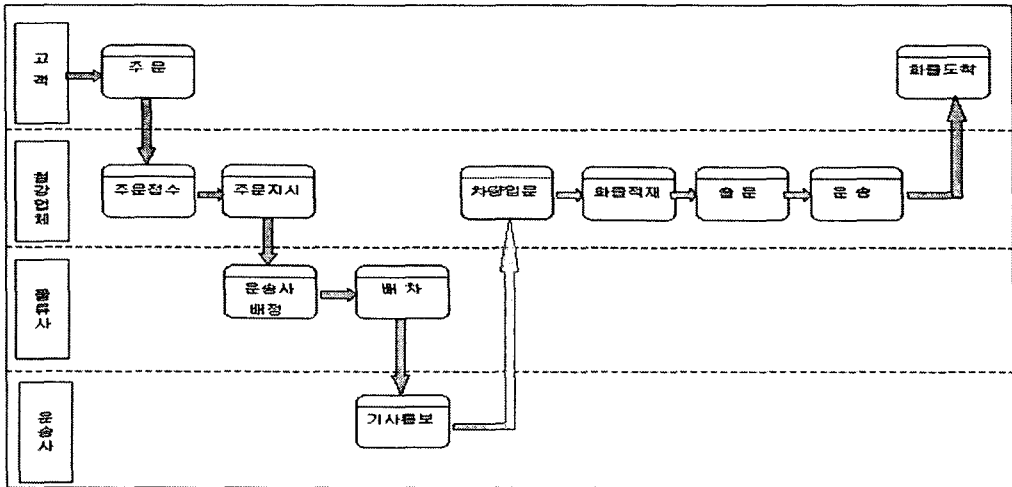 고객
주 문
화물도착
철강업체
주문접수
주문지시
차량입문
화물적재
출 문
운 송
물류사
운송사
배정
배 차
운송사
기사통보